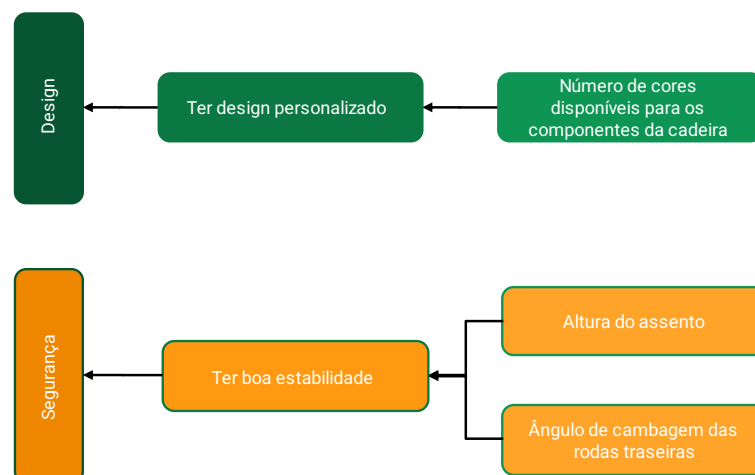 Design
Ter design personalizado
Número de cores
disponíveis para os
componentes da cadeira
Segurança
Ter boa estabilidade
Altura do assento
Ângulo de cambagem das
rodas traseiras